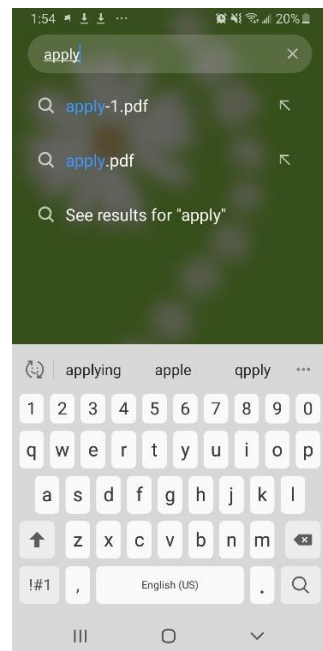 1:54 20%
apply
apply-1.pdf
apply.pdf
See results for "apply"
applying apple qpply
1 2 3 4 5 6 7 8 9 0
q w e r t y u i o p
a s d f g h j k l
z x c v b n m
!#1 , English (US) .